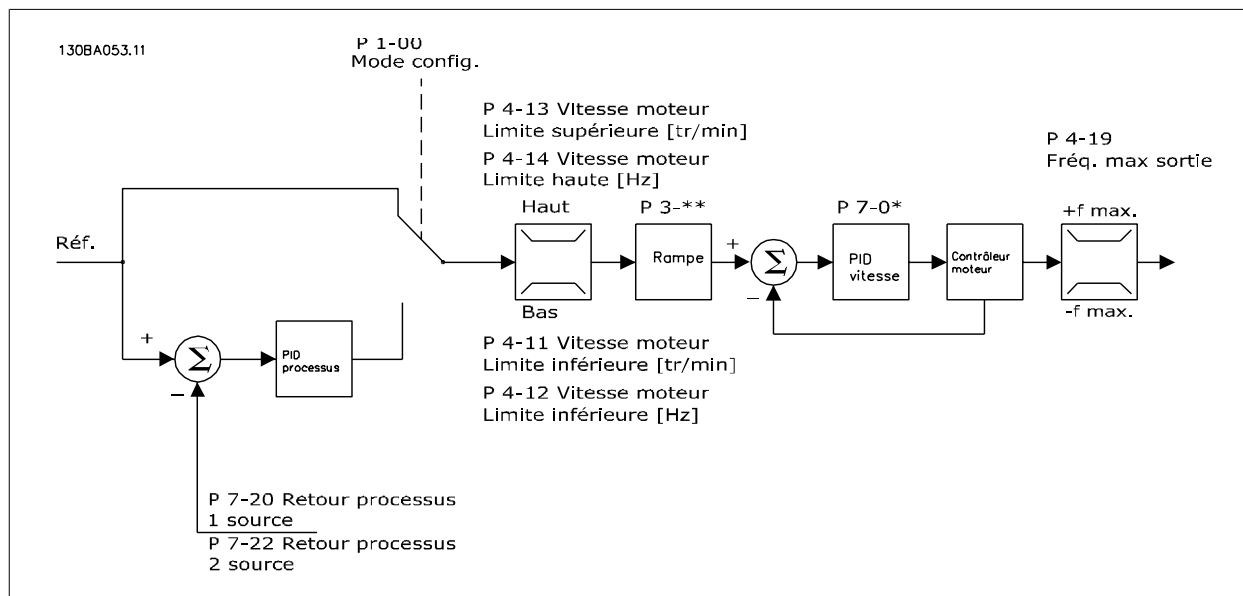 130BA053.11
P 1-00
Mode config.
P 4-13 Vitesse moteur
Limite supérieure [tr/min]
P 4-14 Vitesse moteur
Limite haute [Hz]
P 4-19
Fréq. max sortie
Haut
P 3-**
P 7-0*
+f max.
Réf.
Rampe
+
Σ
PID
vitesse
Contrôleur
moteur
−
Bas
-f max.
+
Σ
PID
processus
−
P 4-11 Vitesse moteur
Limite inférieure [tr/min]
P 4-12 Vitesse moteur
Limite inférieure [Hz]
P 7-20 Retour processus
1 source
P 7-22 Retour processus
2 source